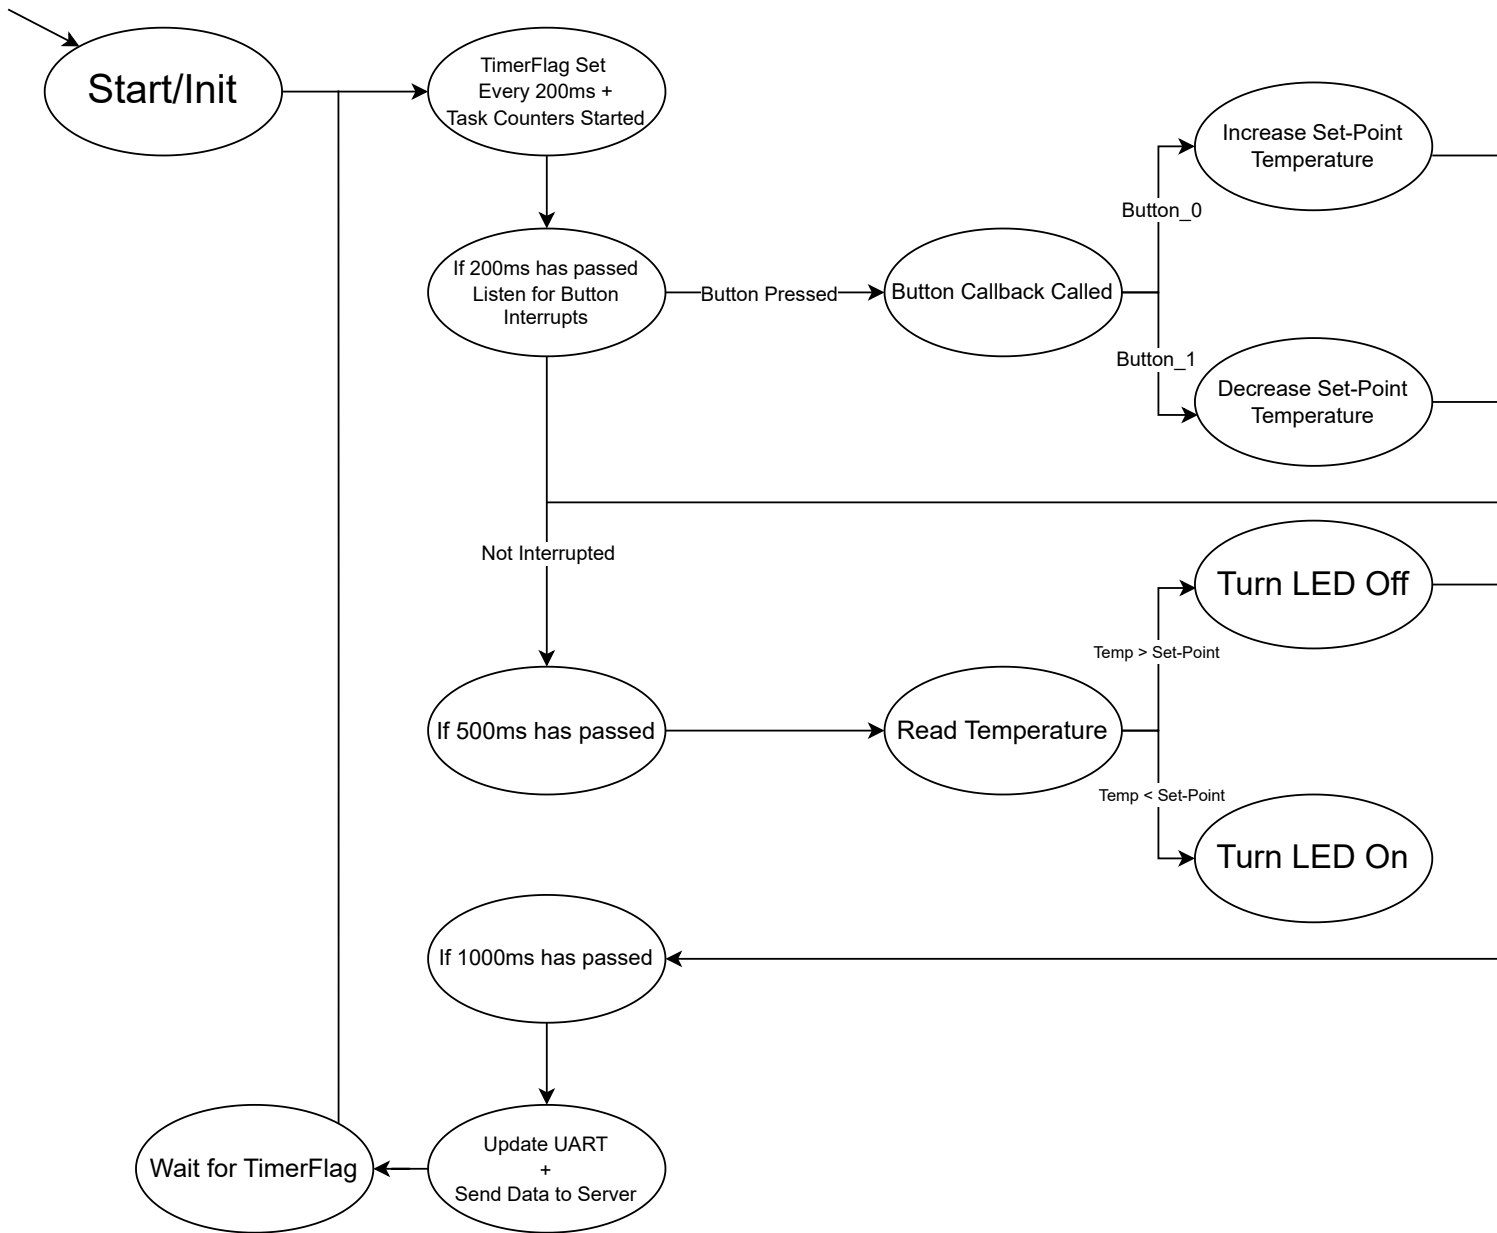 Start/Init
TimerFlag Set
Every 200ms +
Task Counters Started
Increase Set-Point
Temperature
Button_0
If 200ms has passed
Listen for Button
Interrupts
Button Pressed
Button Callback Called
Button_1
Decrease Set-Point
Temperature
Not Interrupted
Turn LED Off
Temp > Set-Point
If 500ms has passed
Read Temperature
Temp < Set-Point
Turn LED On
If 1000ms has passed
Update UART
+
Send Data to Server
Wait for TimerFlag